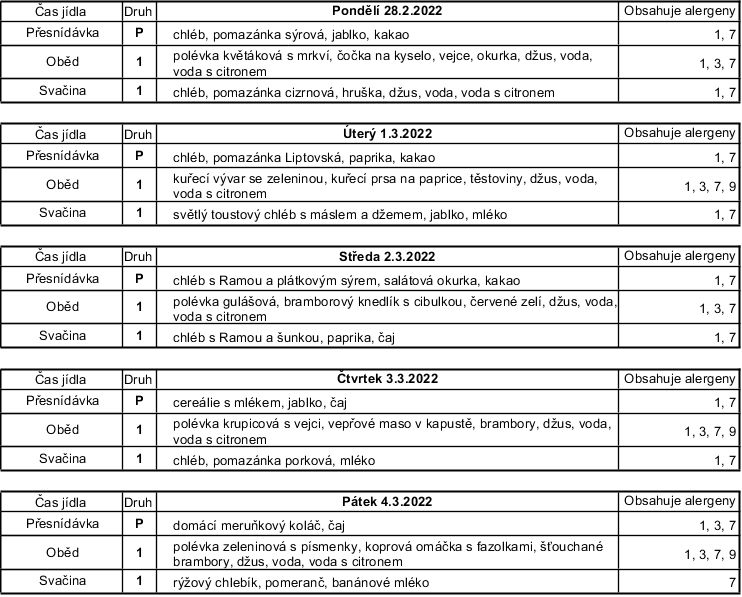 Čas jídla Druh Pondělí 28.2.2022 Obsahuje alergeny
Přesnídávka P chléb, pomazánka sýrová, jablko, kakao 1, 7
Oběd 1 polévka květáková s mrkví, čočka na kyselo, vejce, okurka, džus, voda, 1, 3, 7
voda s citronem
Svačina 1 chléb, pomazánka cizrnová, hruška, džus, voda, voda s citronem 1, 7
Čas jídla Druh Úterý 1.3.2022 Obsahuje alergeny
Přesnídávka P chléb, pomazánka Liptovská, paprika, kakao 1, 7
Oběd 1 kuřecí vývar se zeleninou, kuřecí prsa na paprice, těstoviny, džus, voda, 1, 3, 7, 9
voda s citronem
Svačina 1 světlý toustový chléb s máslem a džemem, jablko, mléko 1, 7
Čas jídla Druh Středa 2.3.2022 Obsahuje alergeny
Přesnídávka P chléb s Ramou a plátkovým sýrem, salátová okurka, kakao 1, 7
Oběd 1 polévka gulášová, bramborový knedlík s cibulkou, červené zelí, džus, voda, 1, 3, 7
voda s citronem
Svačina 1 chléb s Ramou a šunkou, paprika, čaj 1, 7
Čas jídla Druh Čtvrtek 3.3.2022 Obsahuje alergeny
Přesnídávka P cereálie s mlékem, jablko, čaj 1, 7
Oběd 1 polévka krupicová s vejci, vepřové maso v kapustě, brambory, džus, voda, 1, 3, 7, 9
voda s citronem
Svačina 1 chléb, pomazánka porková, mléko 1, 7
Čas jídla Druh Pátek 4.3.2022 Obsahuje alergeny
Přesnídávka P domácí meruňkový koláč, čaj 1, 3, 7
Oběd 1 polévka zeleninová s písmenky, koprová omáčka s fazolkami, šťouchané 1, 3, 7, 9
brambory, džus, voda, voda s citronem
Svačina 1 rýžový chlebík, pomeranč, banánové mléko 7